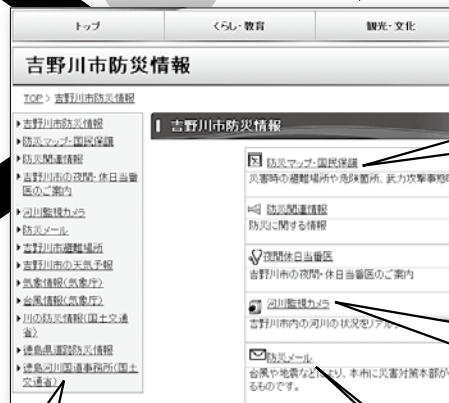 トップ
くらし・教育
観光・文化
吉野川市防災情報
TOP > 吉野川市防災情報
吉野川市防災情報
防災マップ・国民保護
防災関連情報
吉野川市の夜間・休日当番
医のご案内
河川監視カメラ
防災メール
吉野川市避難場所
吉野川市の天気予報
気象情報(気象庁)
台風情報(気象庁)
川の防災情報(国土交通
省)
徳島県道路防災情報
徳島河川国道事務所(国土
交通省)
吉野川市防災情報
防災マップ・国民保護
災害時の避難場所や危険箇所、武力攻撃事態時
防災関連情報
防災に関する情報
夜間休日当番医
吉野川市の夜間・休日当番医のご案内
河川監視カメラ
吉野川市内の河川の状況をリアル
防災メール
台風や地震などにより、本市に災害対策本部が
るものです。